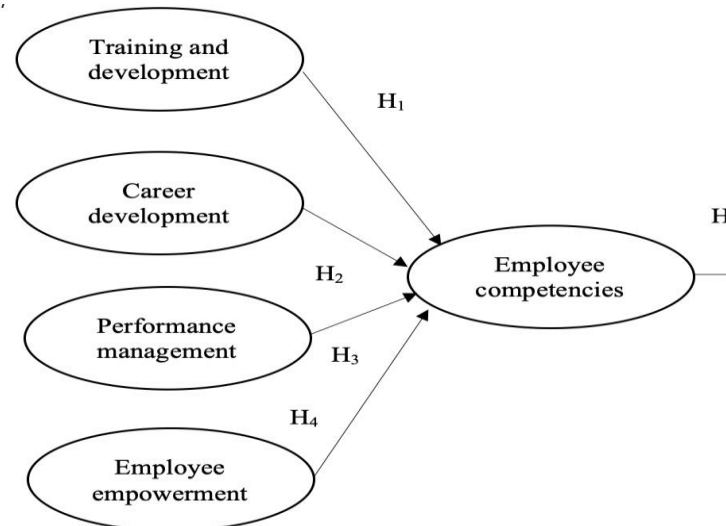 Training and
development
H₁
Career
development
H
Employee
competencies
H₂
Performance
management
H₃
H₄
Employee
empowerment